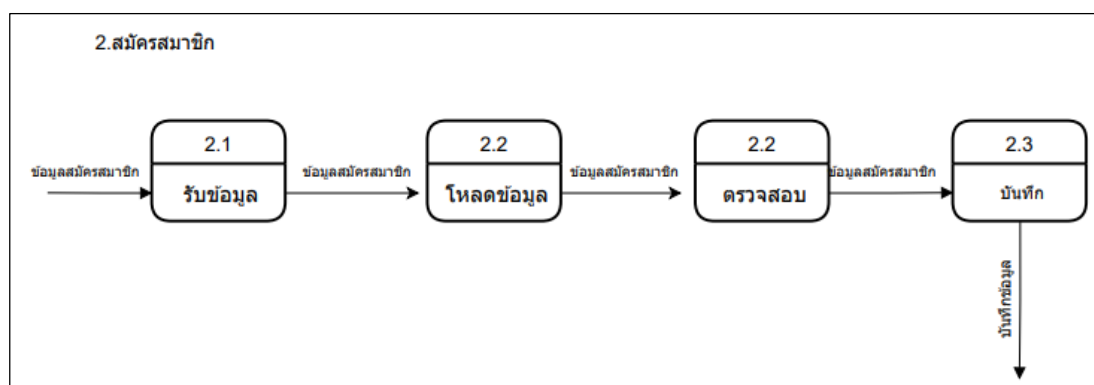 2.สมัครสมาชิก
2.1
2.2
2.2
2.3
ข้อมูลสมัครสมาชิก
ข้อมูลสมัครสมาชิก
ข้อมูลสมัครสมาชิก
ข้อมูลสมัครสมาชิก
รับข้อมูล
โหลดข้อมูล
ตรวจสอบ
บันทึก
บันทึกข้อมูล